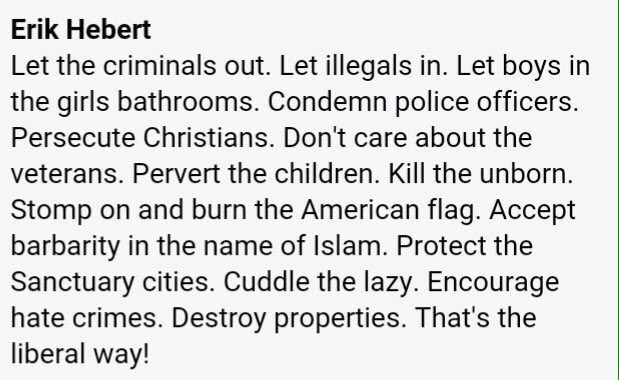 Erik Hebert
Let the criminals out. Let illegals in. Let boys in
the girls bathrooms. Condemn police officers.
Persecute Christians. Don't care about the
veterans. Pervert the children. Kill the unborn.
Stomp on and burn the American flag. Accept
barbarity in the name of Islam. Protect the
Sanctuary cities. Cuddle the lazy. Encourage
hate crimes. Destroy properties. That's the
liberal way!